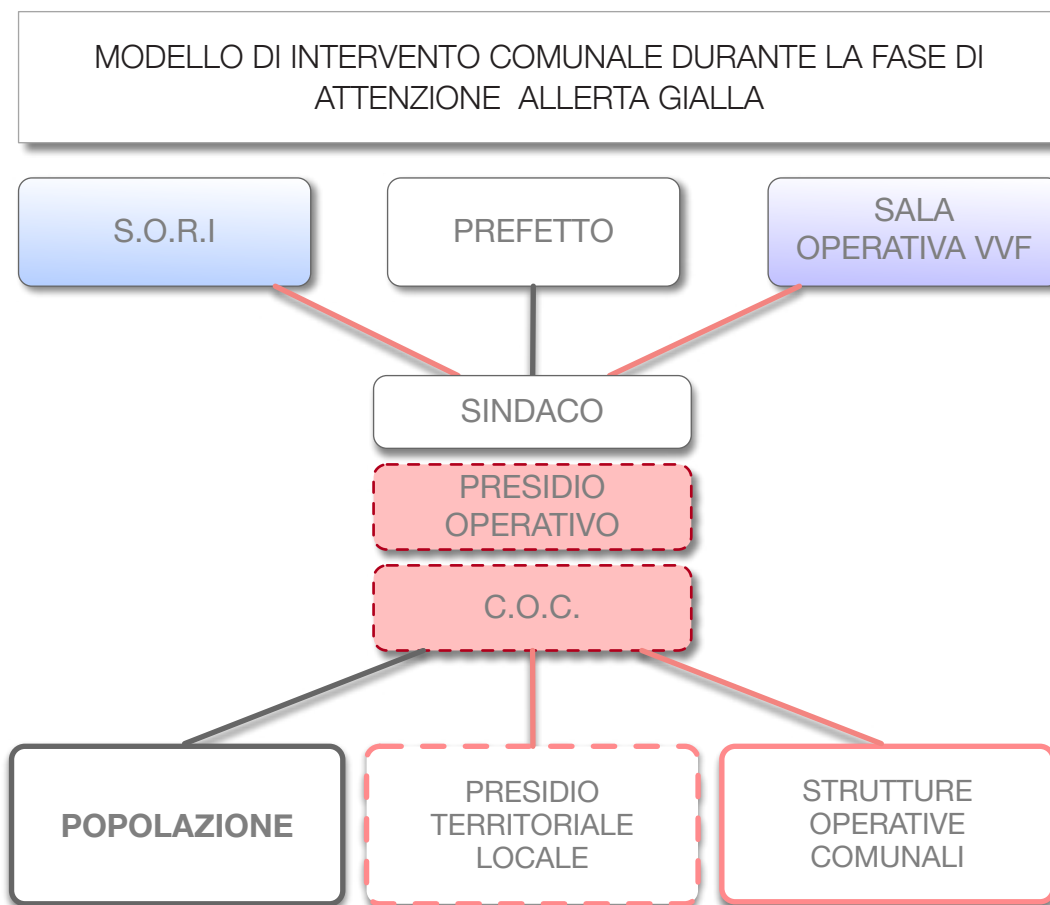 MODELLO DI INTERVENTO COMUNALE DURANTE LA FASE DI
ATTENZIONE ALLERTA GIALLA
S.O.R.I
PREFETTO
SALA
OPERATIVA VVF
SINDACO
PRESIDIO
OPERATIVO
C.O.C.
POPOLAZIONE
PRESIDIO
TERRITORIALE
LOCALE
STRUTTURE
OPERATIVE
COMUNALI